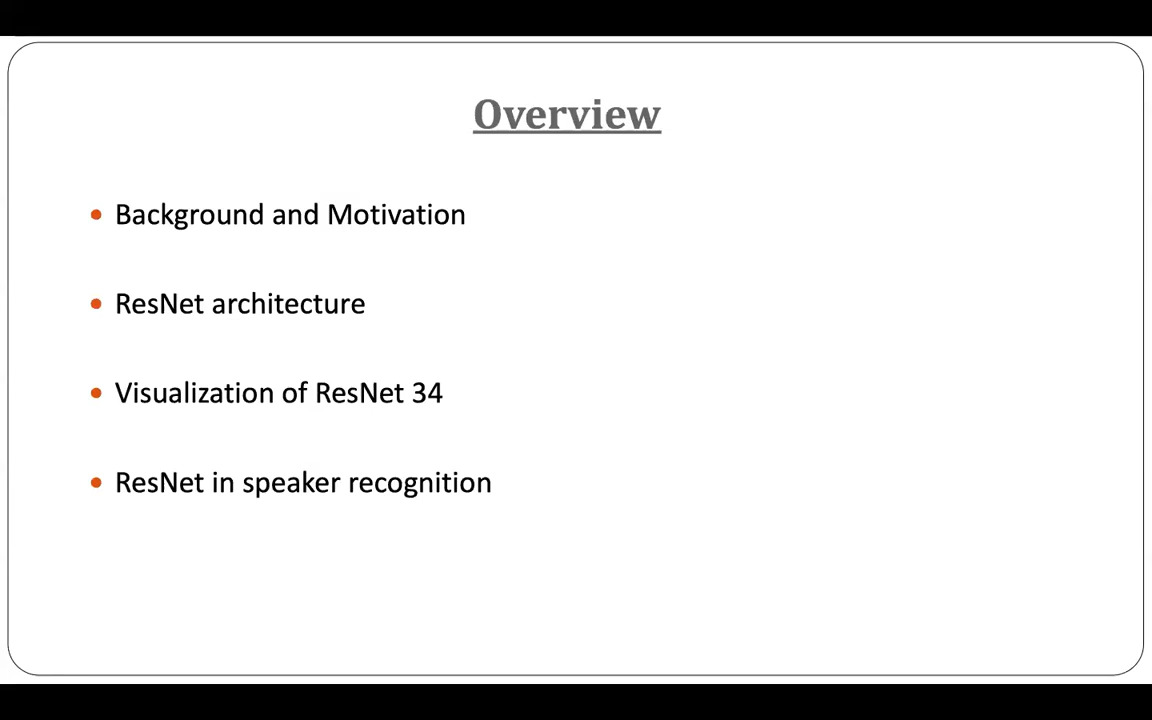 Overview
• Background and Motivation
• ResNet architecture
• Visualization of ResNet 34
• ResNet in speaker recognition